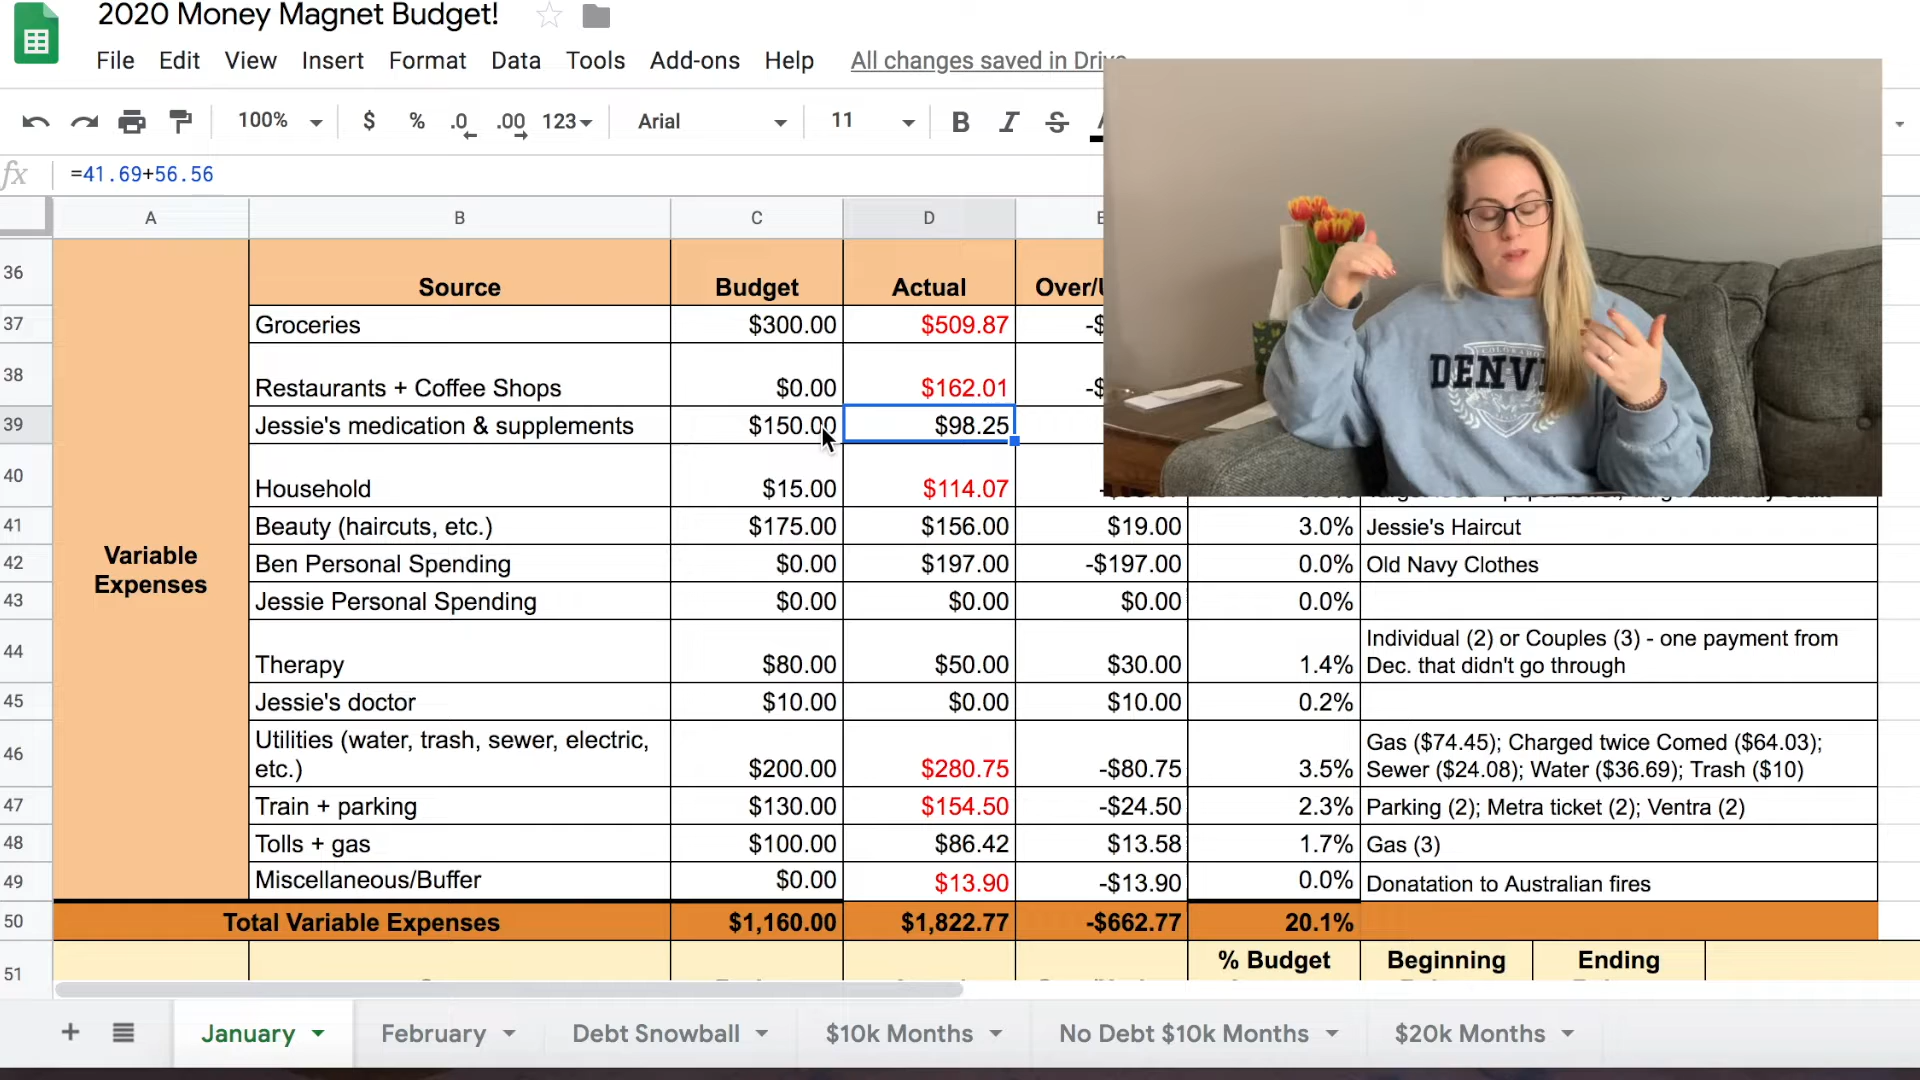 2020 Money Magnet Budget!
File Edit View Insert Format Data Tools Add-ons Help All changes saved in Drive
100% $ % .0 .00 123 Arial 11 B I S
fx =41.69+56.56
A B C D
36 Source Budget Actual
37 Groceries $300.00 $509.87 -$
38 Restaurants + Coffee Shops $0.00 $162.01 -$
39 Jessie's medication & supplements $150.00 $98.25
40 Household $15.00 $114.07
DENV
41 Beauty (haircuts, etc.) $175.00 $156.00 $19.00 3.0% Jessie's Haircut
Variable
Expenses
42 Ben Personal Spending $0.00 $197.00 -$197.00 0.0% Old Navy Clothes
43 Jessie Personal Spending $0.00 $0.00 $0.00 0.0%
Individual (2) or Couples (3) - one payment from
44 Therapy $80.00 $50.00 $30.00 1.4% Dec. that didn't go through
45 Jessie's doctor $10.00 $0.00 $10.00 0.2%
Utilities (water, trash, sewer, electric, Gas ($74.45); Charged twice Comed ($64.03);
46 etc.) $200.00 $280.75 -$80.75 3.5% Sewer ($24.08); Water ($36.69); Trash ($10)
47 Train + parking $130.00 $154.50 -$24.50 2.3% Parking (2); Metra ticket (2); Ventra (2)
48 Tolls + gas $100.00 $86.42 $13.58 1.7% Gas (3)
49 Miscellaneous/Buffer $0.00 $13.90 -$13.90 0.0% Donatation to Australian fires
50 Total Variable Expenses $1,160.00 $1,822.77 -$662.77 20.1%
51 % Budget Beginning Ending
January February Debt Snowball $10k Months No Debt $10k Months $20k Months